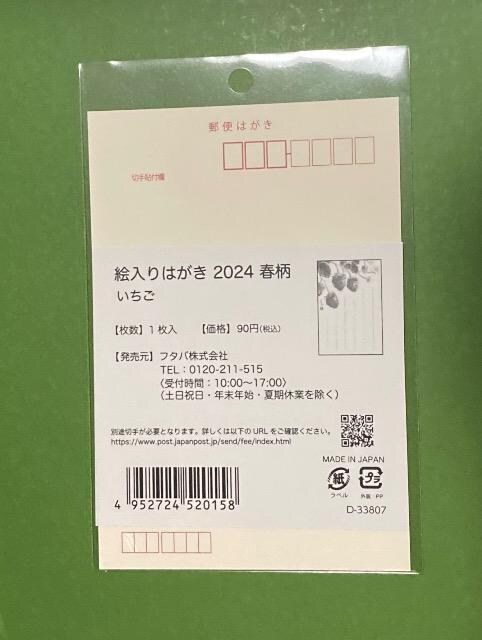 郵便はがき
切手貼付欄
絵入りはがき 2024 春柄
いちご
【枚数】1枚入 【価格】90円(税込)
【発売元】フタバ株式会社
TEL：0120-211-515
〈受付時間：10:00〜17:00〉
(土日祝日・年末年始・夏期休業を除く)
別途切手が必要となります。詳しくは以下の URL をご確認ください。
https://www.post.japanpost.jp/send/fee/index.html
MADE IN JAPAN
紙 プラ
ラベル 外装：PP
4 952724 520158
D-33807